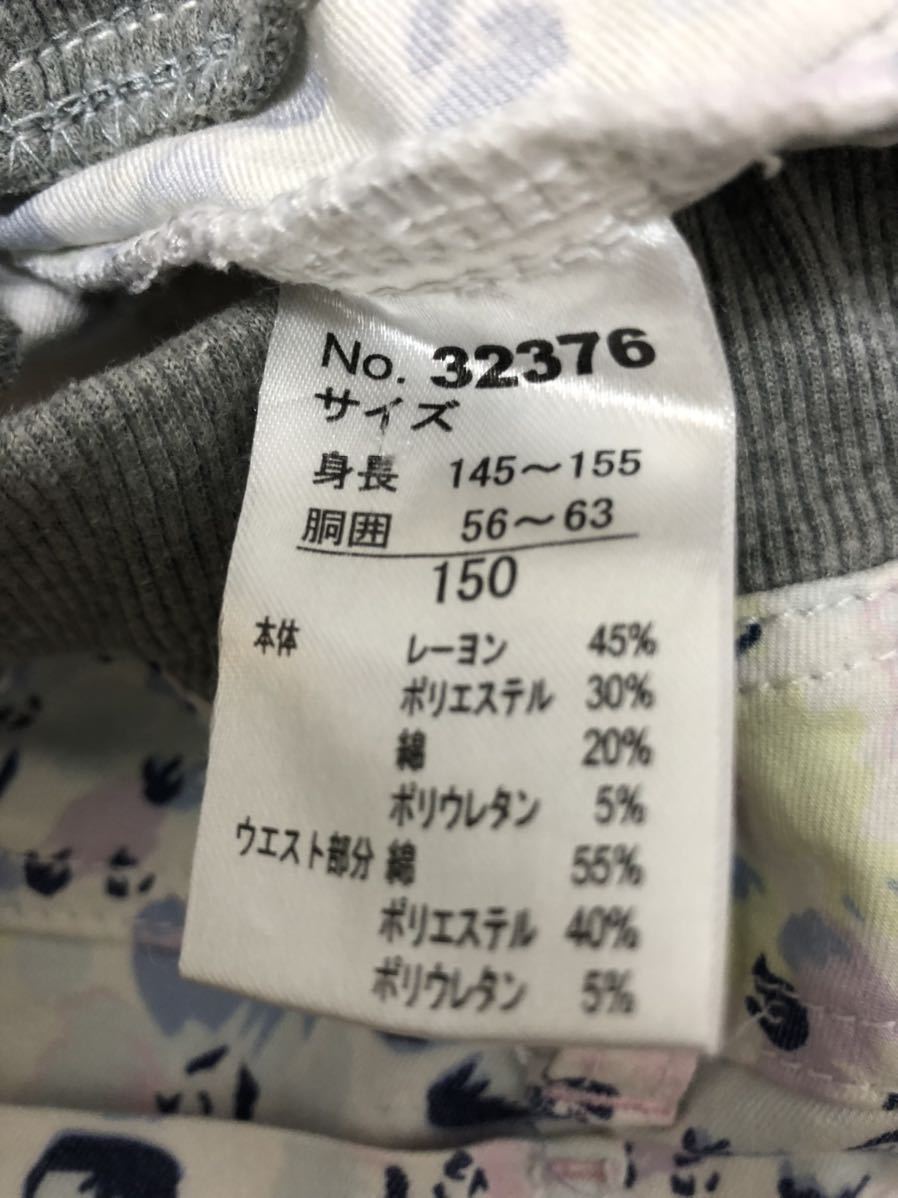 No. 32376
サイズ
身長 145～155
胴囲 56～63
150
本体 レーヨン 45%
ポリエステル 30%
綿 20%
ポリウレタン 5%
ウエスト部分 綿 55%
ポリエステル 40%
ポリウレタン 5%